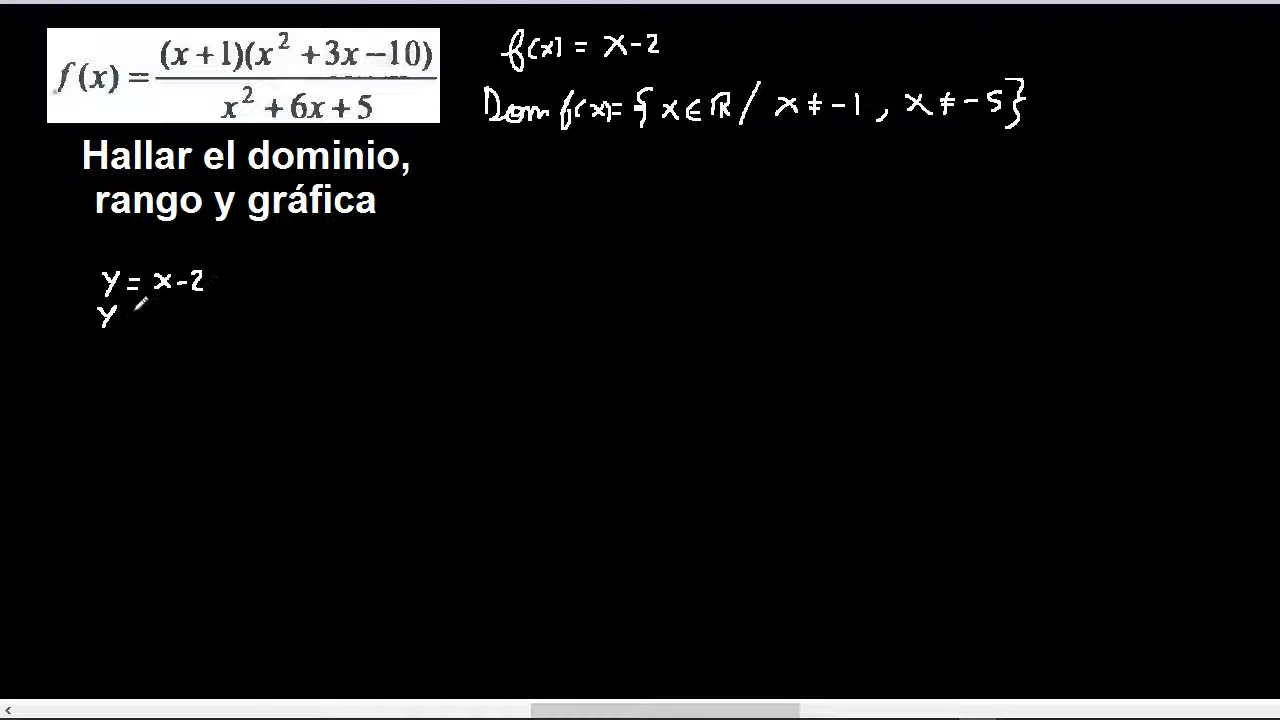 f(x) = (x+1)(x² +3x−10) / x² +6x+5
Hallar el dominio,
rango y gráfica
f(x) = x-2
Dom f(x)= { x ∈ ℝ / x ≠ -1 , x ≠ -5}
y = x-2
y